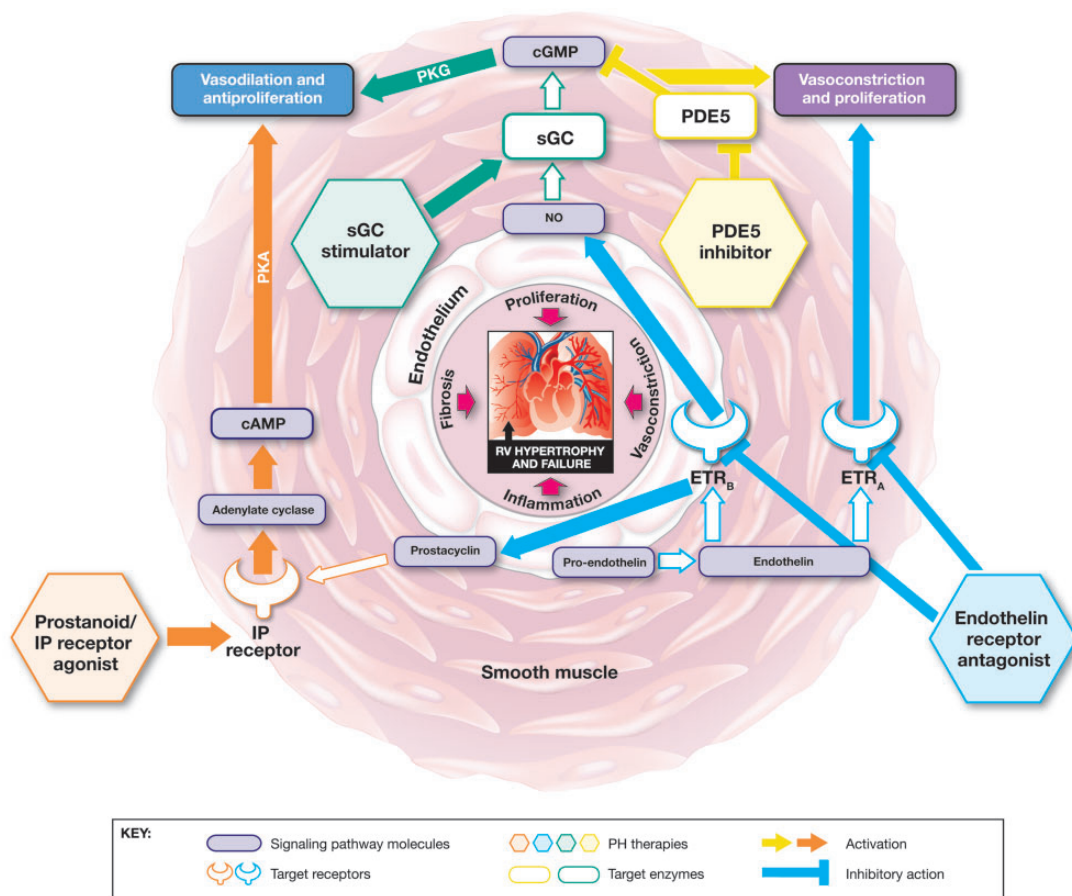 cGMP
PKG
Vasodilation and
antiproliferation
Vasoconstriction
and proliferation
PDE5
sGC
sGC
stimulator
NO
PDE5
inhibitor
PKA
Endothelium
Proliferation
Fibrosis
Vasoconstriction
RV HYPERTROPHY
AND FAILURE
Inflammation
cAMP
Adenylate cyclase
ETRB
ETRA
Prostacyclin
Pro-endothelin
Endothelin
Prostanoid/
IP receptor
agonist
IP
receptor
Endothelin
receptor
antagonist
Smooth muscle
KEY:
Signaling pathway molecules
PH therapies
Activation
Target receptors
Target enzymes
Inhibitory action